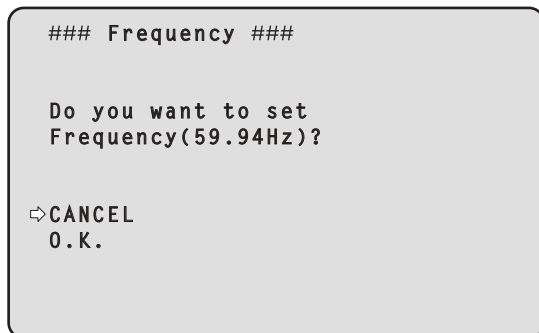 ### Frequency ###
Do you want to set
Frequency(59.94Hz)?
⇨CANCEL
O.K.